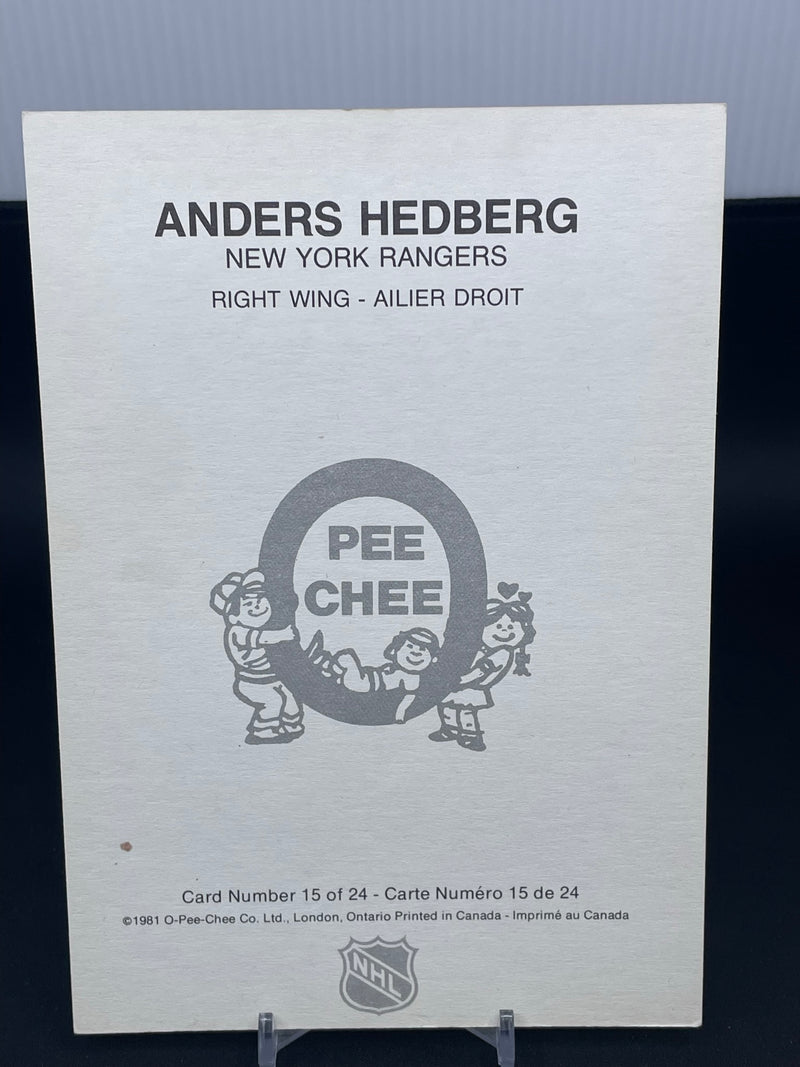 ANDERS HEDBERG
NEW YORK RANGERS
RIGHT WING - AILIER DROIT
PEE
CHEE
Card Number 15 of 24 - Carte Numéro 15 de 24
©1981 O-Pee-Chee Co. Ltd., London, Ontario Printed in Canada - Imprimé au Canada
NHL